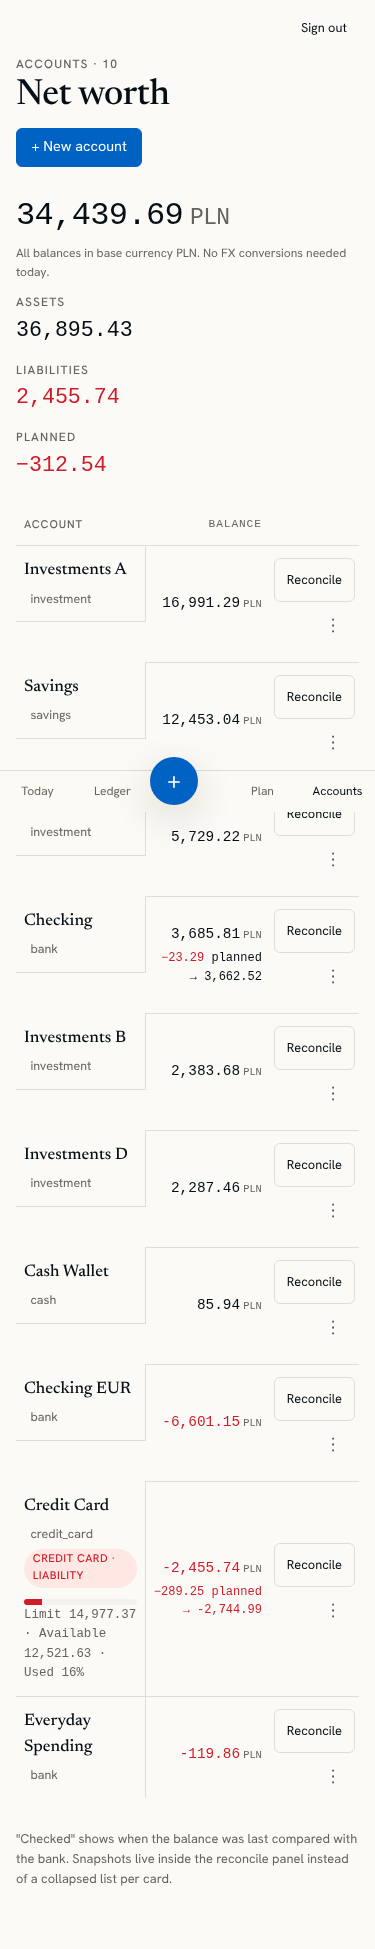 Sign out
ACCOUNTS · 10
Net worth
+ New account
34,439.69 PLN
All balances in base currency PLN. No FX conversions needed
today.
ASSETS
36,895.43
LIABILITIES
2,455.74
PLANNED
−312.54
ACCOUNT BALANCE
Investments A
investment
16,991.29 PLN
Reconcile
⋮
Savings
savings
12,453.04 PLN
Reconcile
⋮
Today Ledger + Plan Accounts
investment
5,729.22 PLN
Reconcile
⋮
Checking
bank
3,685.81 PLN
−23.29 planned
→ 3,662.52
Reconcile
⋮
Investments B
investment
2,383.68 PLN
Reconcile
⋮
Investments D
investment
2,287.46 PLN
Reconcile
⋮
Cash Wallet
cash
85.94 PLN
Reconcile
⋮
Checking EUR
bank
-6,601.15 PLN
Reconcile
⋮
Credit Card
credit_card
CREDIT CARD ·
LIABILITY
Limit 14,977.37
· Available
12,521.63 ·
Used 16%
-2,455.74 PLN
−289.25 planned
→ -2,744.99
Reconcile
⋮
Everyday
Spending
bank
-119.86 PLN
Reconcile
⋮
"Checked" shows when the balance was last compared with
the bank. Snapshots live inside the reconcile panel instead
of a collapsed list per card.